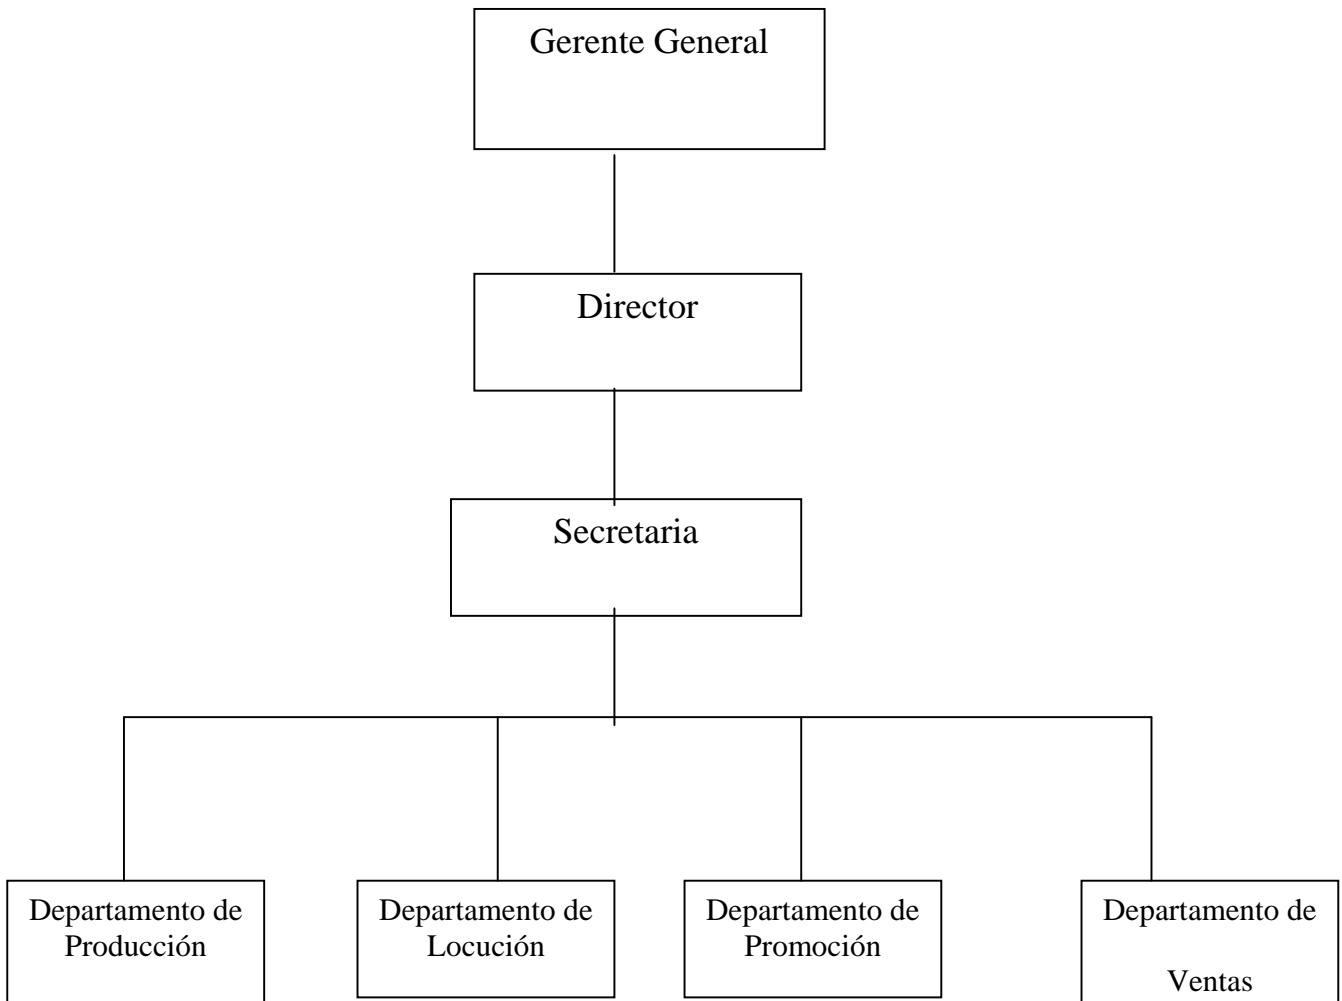 Gerente General
Director
Secretaria
Departamento de
Producción
Departamento de
Locución
Departamento de
Promoción
Departamento de
Ventas